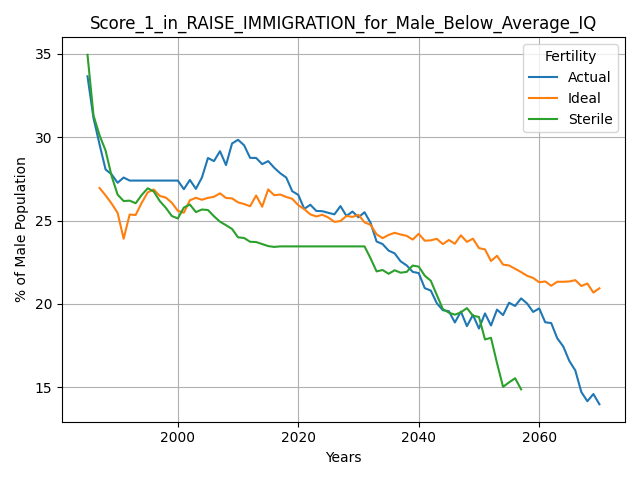 Score_1_in_RAISE_IMMIGRATION_for_Male_Below_Average_IQ
Fertility
Actual
Ideal
Sterile
% of Male Population
35
30
25
20
15
2000 2020 2040 2060
Years